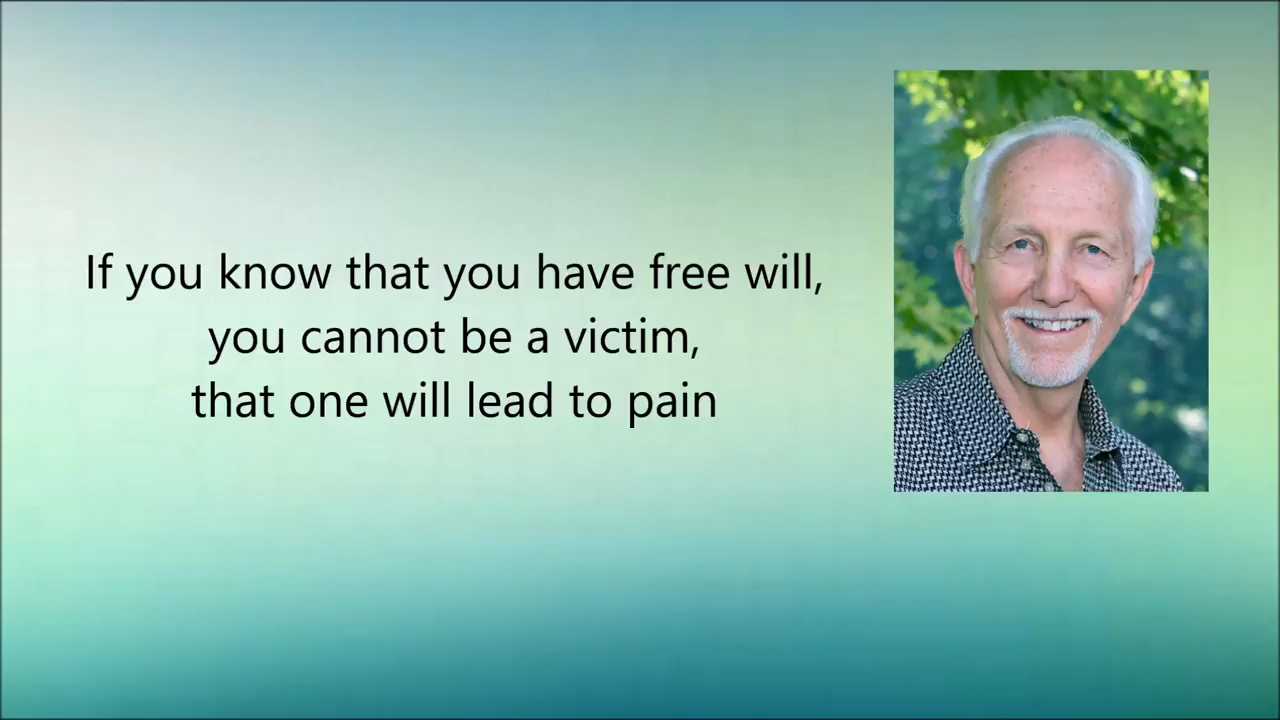 If you know that you have free will,
you cannot be a victim,
that one will lead to pain